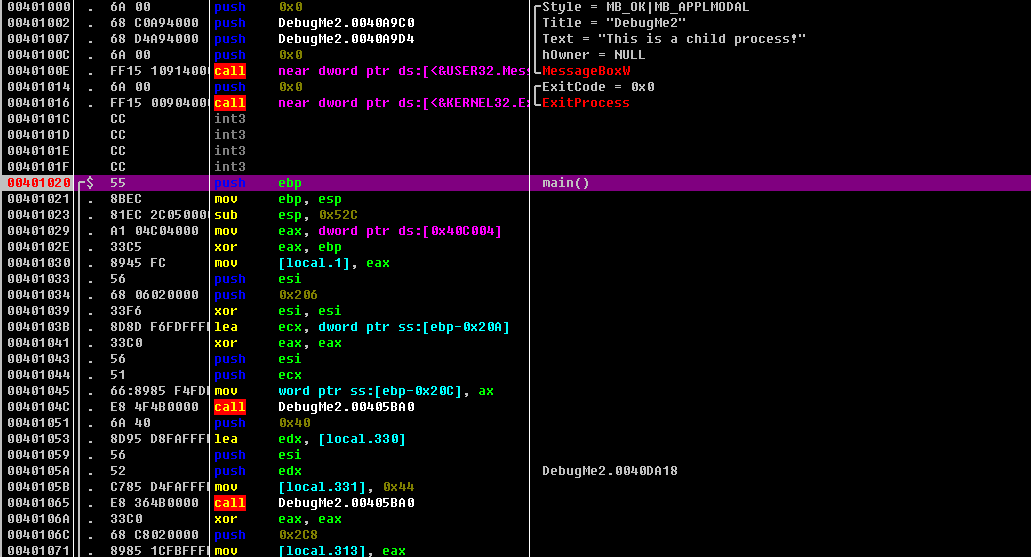 00401000 . 6A 00 push 0x0 Style = MB_OK|MB_APPLMODAL
00401002 . 68 C0A94000 push DebugMe2.0040A9C0 Title = "DebugMe2"
00401007 . 68 D4A94000 push DebugMe2.0040A9D4 Text = "This is a child process!"
0040100C . 6A 00 push 0x0 hOwner = NULL
0040100E . FF15 10914000 call near dword ptr ds:[<&USER32.Mess MessageBoxW
00401014 . 6A 00 push 0x0 ExitCode = 0x0
00401016 . FF15 00904000 call near dword ptr ds:[<&KERNEL32.Ex ExitProcess
0040101C CC int3
0040101D CC int3
0040101E CC int3
0040101F CC int3
00401020 $ 55 push ebp main()
00401021 . 8BEC mov ebp, esp
00401023 . 81EC 2C050000 sub esp, 0x52C
00401029 . A1 04C04000 mov eax, dword ptr ds:[0x40C004]
0040102E . 33C5 xor eax, ebp
00401030 . 8945 FC mov [local.1], eax
00401033 . 56 push esi
00401034 . 68 06020000 push 0x206
00401039 . 33F6 xor esi, esi
0040103B . 8D8D F6FDFFFF lea ecx, dword ptr ss:[ebp-0x20A]
00401041 . 33C0 xor eax, eax
00401043 . 56 push esi
00401044 . 51 push ecx
00401045 . 66:8985 F4FDF mov word ptr ss:[ebp-0x20C], ax
0040104C . E8 4F4B0000 call DebugMe2.00405BA0
00401051 . 6A 40 push 0x40
00401053 . 8D95 D8FAFFFF lea edx, [local.330]
00401059 . 56 push esi
0040105A . 52 push edx DebugMe2.0040DA18
0040105B . C785 D4FAFFFF mov [local.331], 0x44
00401065 . E8 364B0000 call DebugMe2.00405BA0
0040106A . 33C0 xor eax, eax
0040106C . 68 C8020000 push 0x2C8
00401071 . 8985 1CFBFFFF mov [local.313], eax